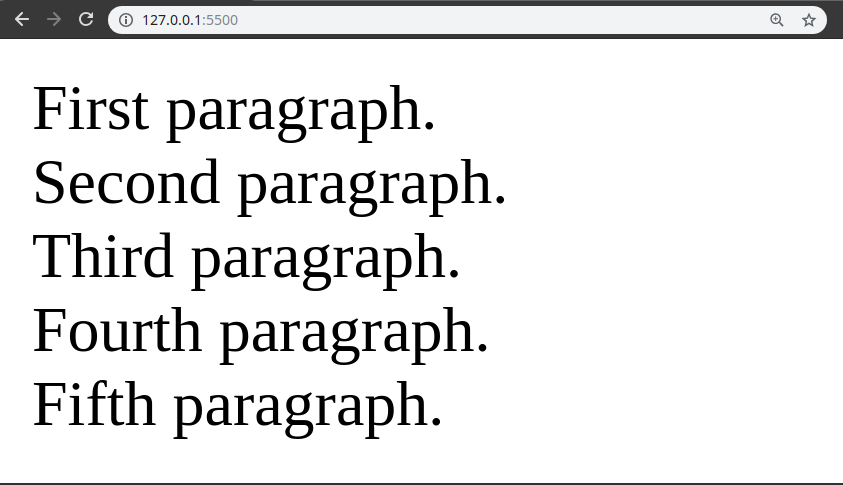 127.0.0.1:5500
First paragraph.
Second paragraph.
Third paragraph.
Fourth paragraph.
Fifth paragraph.